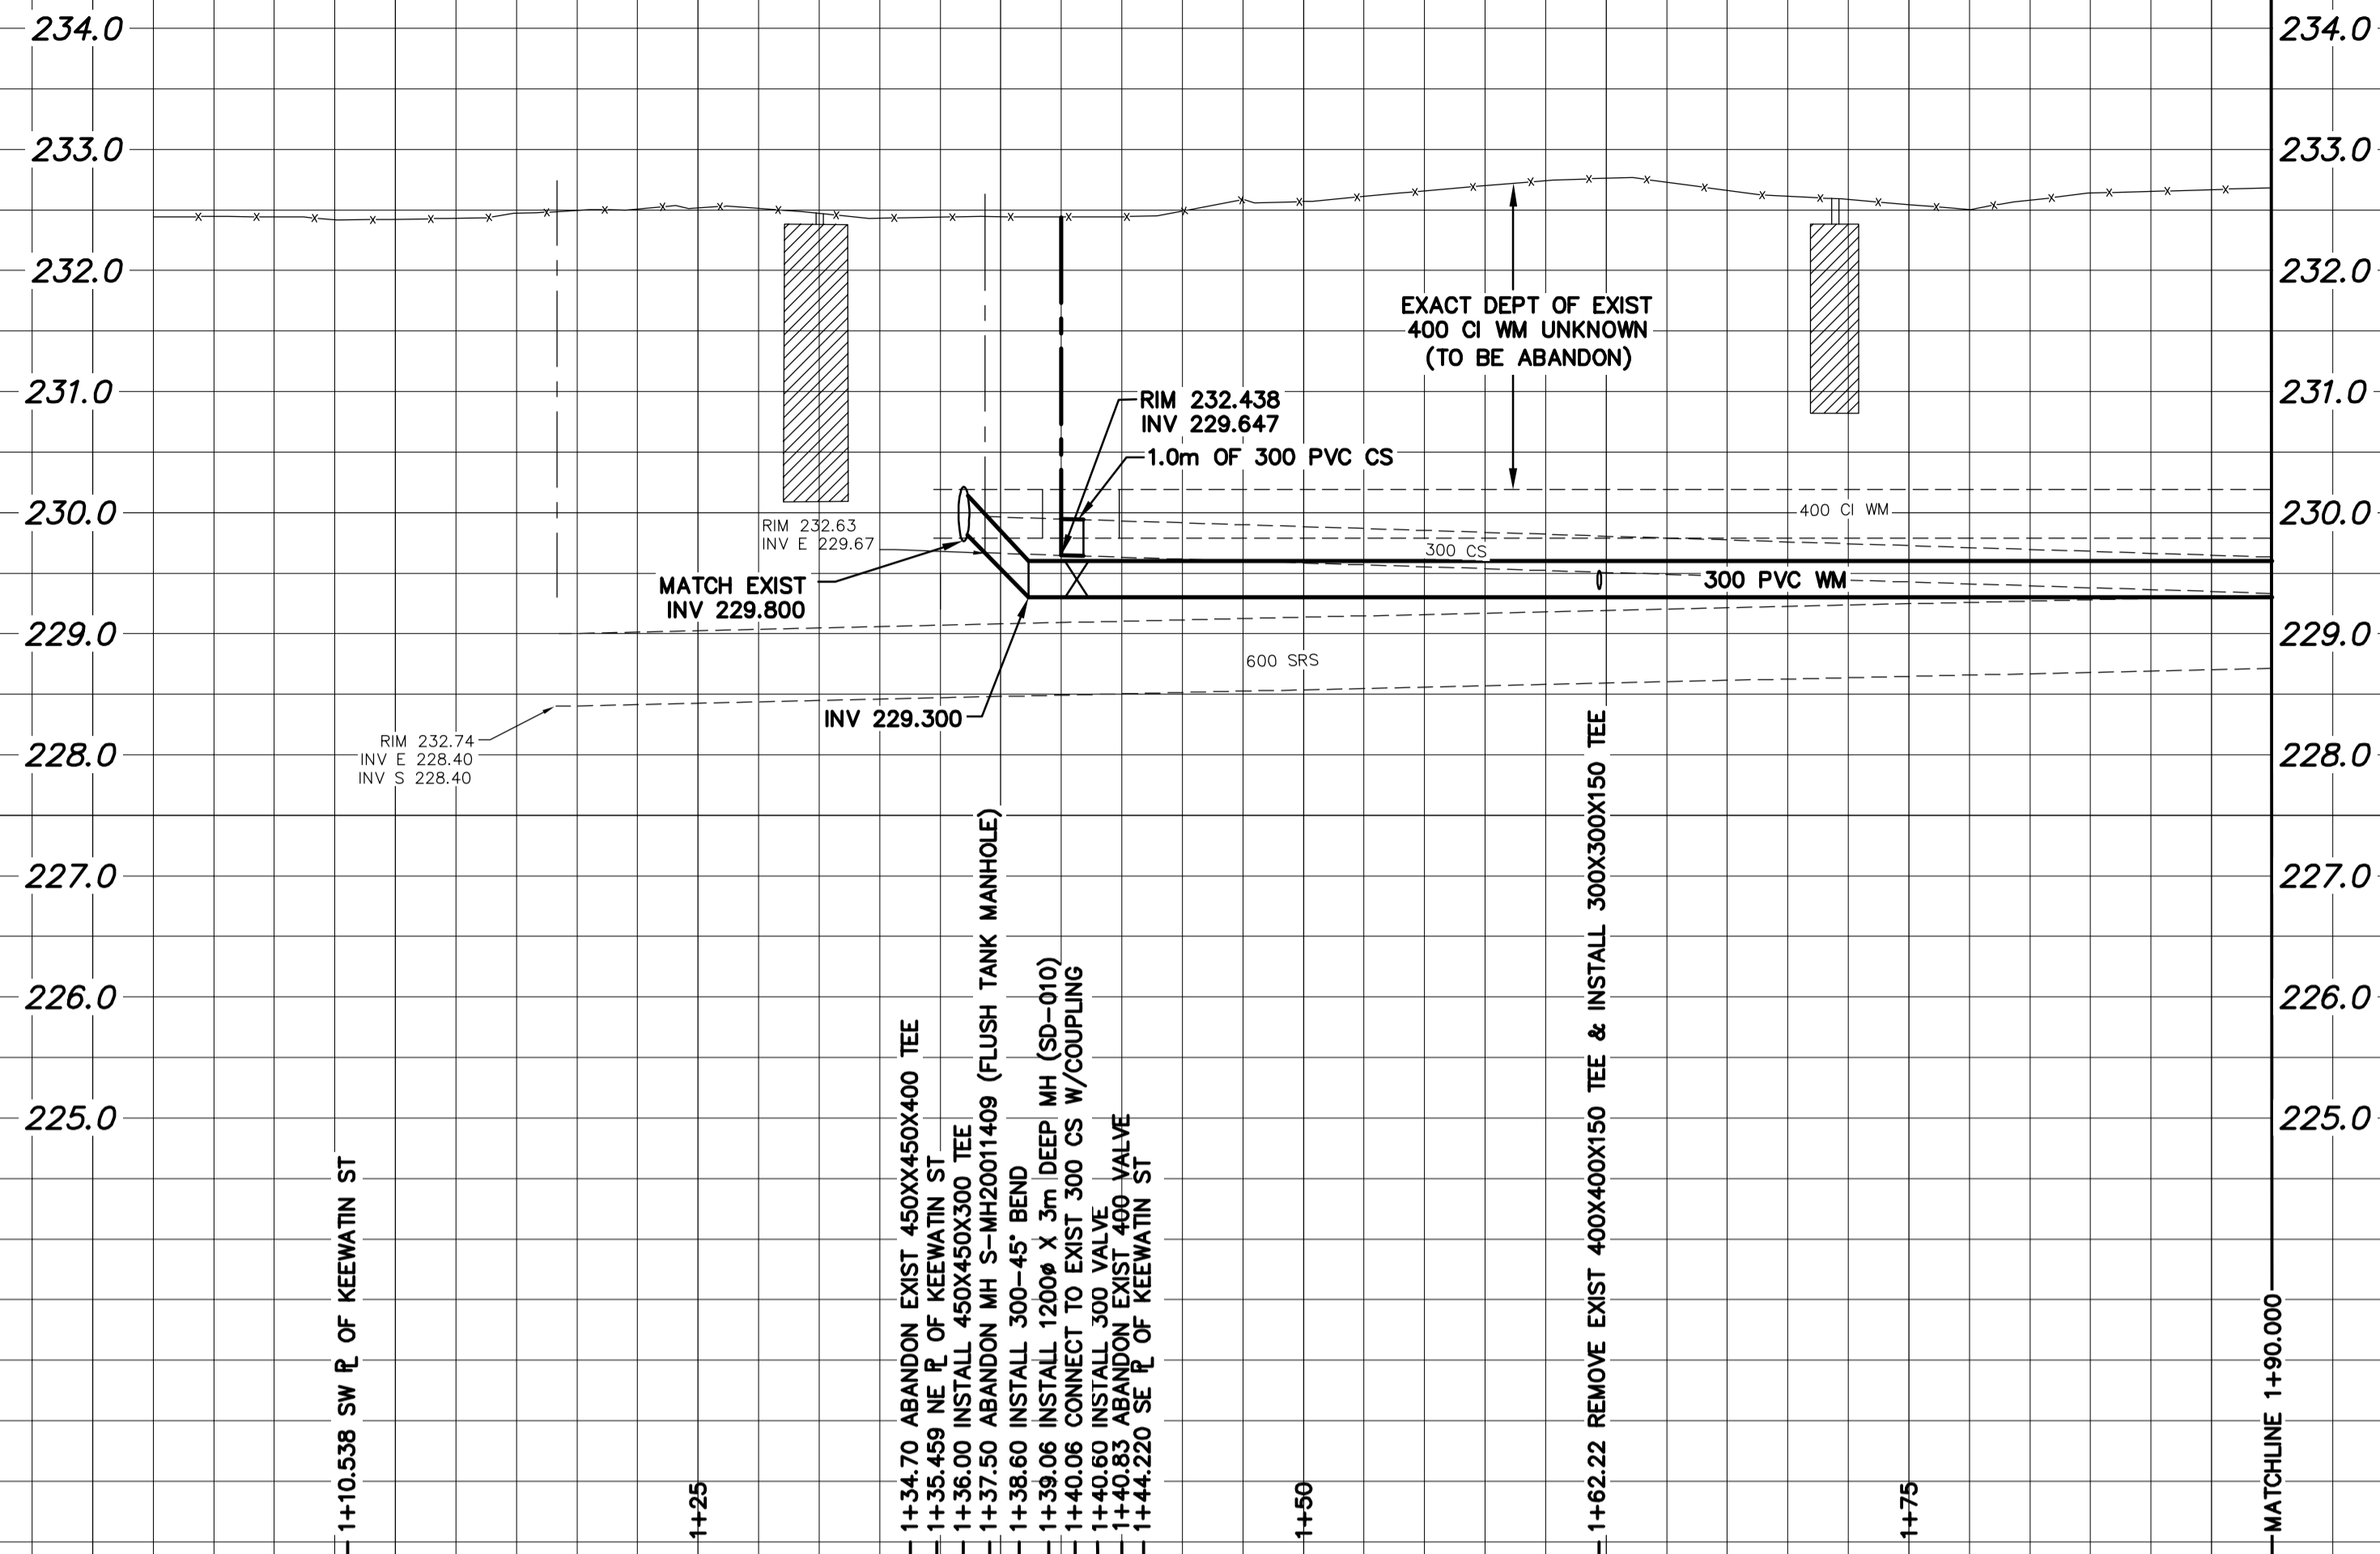 234.0
234.0
233.0
233.0
232.0
232.0
EXACT DEPT OF EXIST
400 CI WM UNKNOWN
(TO BE ABANDON)
231.0
231.0
RIM 232.438
INV 229.647
1.0m OF 300 PVC CS
230.0
230.0
400 CI WM
RIM 232.63
INV E 229.67
300 CS
MATCH EXIST
INV 229.800
300 PVC WM
229.0
229.0
600 SRS
INV 229.300
RIM 232.74
INV E 228.40
INV S 228.40
228.0
228.0
227.0
227.0
226.0
226.0
225.0
225.0
1+10.538 SW PL OF KEEWATIN ST
1+25
1+34.70 ABANDON EXIST 450XX450X400 TEE
1+35.459 NE PL OF KEEWATIN ST
1+36.00 INSTALL 450X450X300 TEE
1+37.50 ABANDON MH S-MH20011409 (FLUSH TANK MANHOLE)
1+38.60 INSTALL 300-45° BEND
1+39.06 INSTALL 1200ø X 3m DEEP MH (SD-010)
1+40.06 CONNECT TO EXIST 300 CS W/COUPLING
1+40.60 INSTALL 300 VALVE
1+40.83 ABANDON EXIST 400 VALVE
1+44.220 SE PL OF KEEWATIN ST
1+50
1+62.22 REMOVE EXIST 400X400X150 TEE & INSTALL 300X300X150 TEE
1+75
MATCHLINE 1+90.000